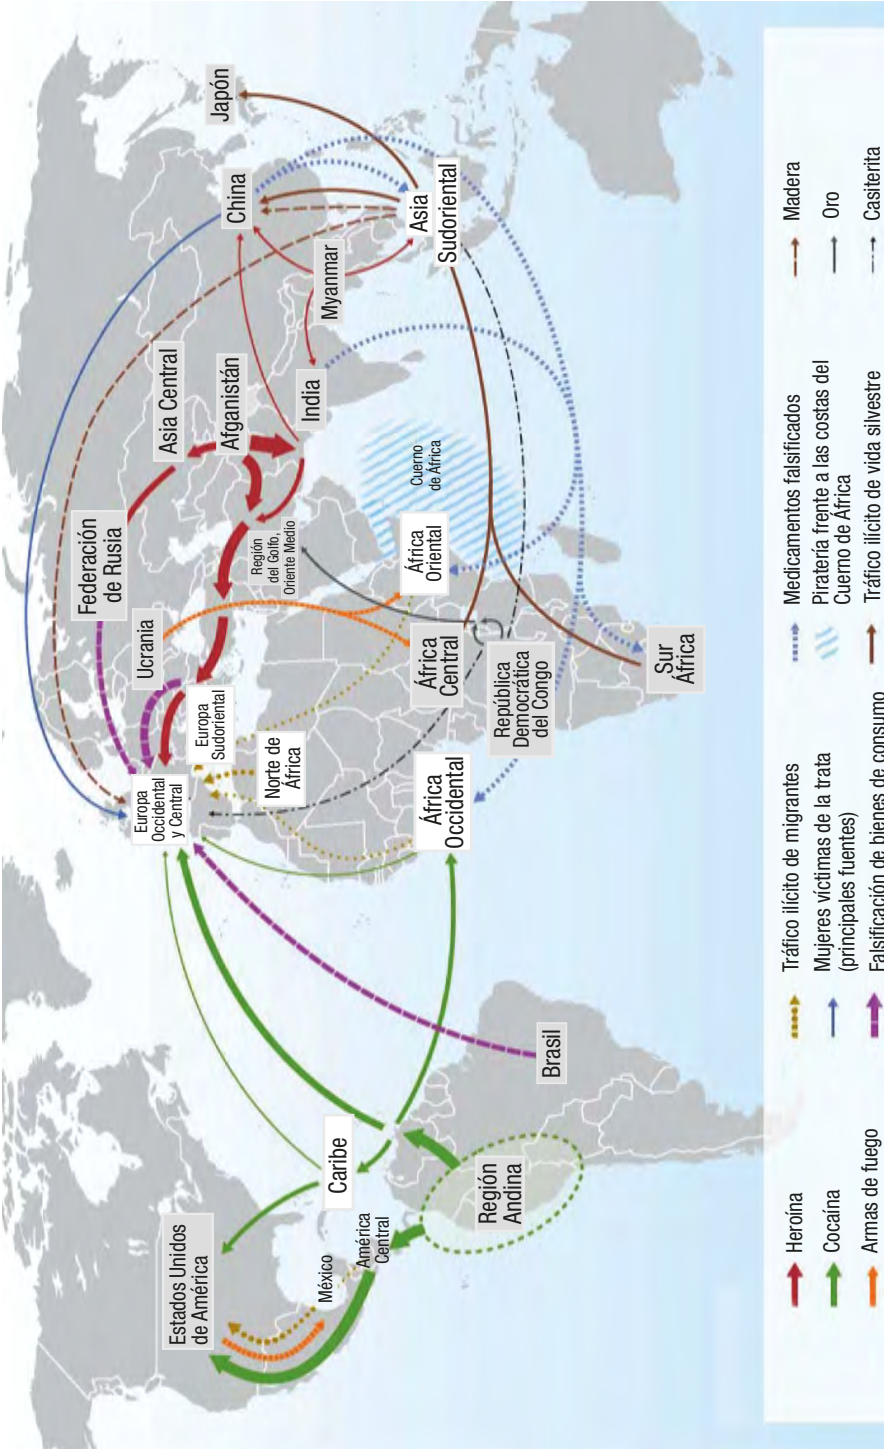 Estados Unidos
de América
México
América
Central
Caribe
Región
Andina
Brasil
Europa
Occidental
y Central
Europa
Sudoriental
Norte de
África
África
Occidental
Ucrania
Federación
de Rusia
África
Central
África
Oriental
República
Democrática
del Congo
Sur
África
Región
del Golfo,
Oriente Medio
Cuerno
de África
Asia Central
Afganistán
India
Myanmar
China
Japón
Asia
Sudoriental
Heroína
Cocaína
Armas de fuego
Tráfico ilícito de migrantes
Mujeres víctimas de la trata
(principales fuentes)
Falsificación de bienes de consumo
Medicamentos falsificados
Piratería frente a las costas del
Cuerno de África
Tráfico ilícito de vida silvestre
Madera
Oro
Casiterita